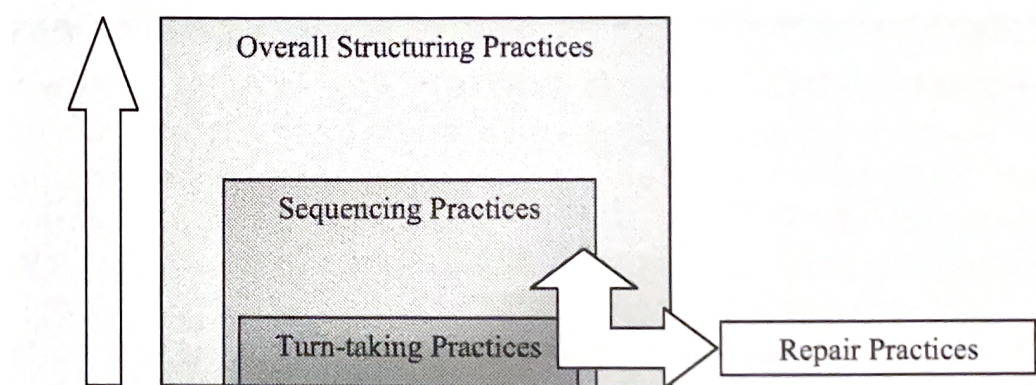 Overall Structuring Practices
Sequencing Practices
Turn-taking Practices
Repair Practices